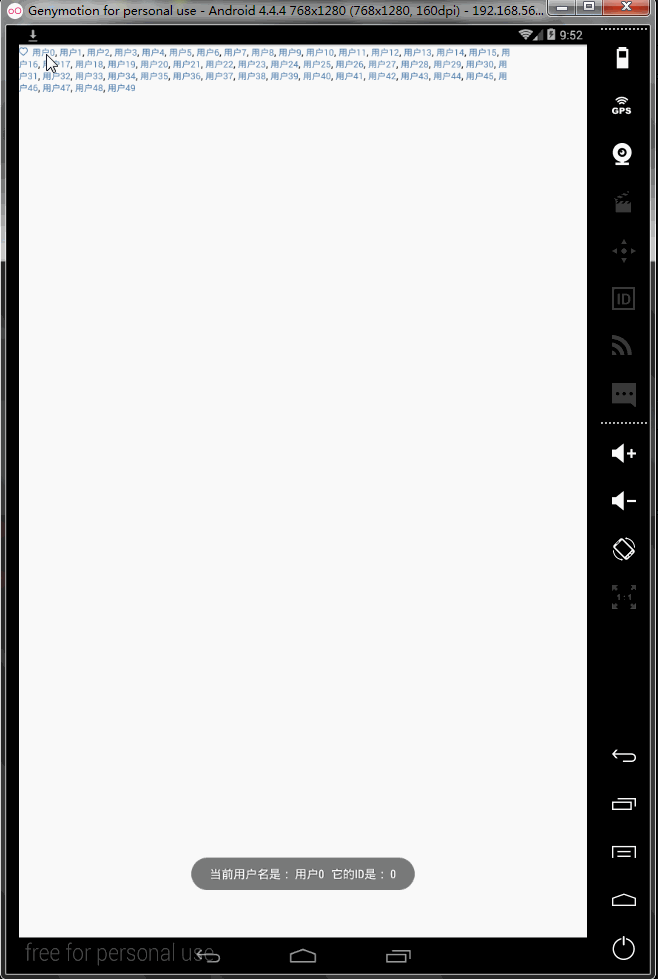 Genymotion for personal use - Android 4.4.4 768x1280 (768x1280, 160dpi) - 192.168.56...
9:52
用户0, 用户1, 用户2, 用户3, 用户4, 用户5, 用户6, 用户7, 用户8, 用户9, 用户10, 用户11, 用户12, 用户13, 用户14, 用户15, 用
户16, 用户17, 用户18, 用户19, 用户20, 用户21, 用户22, 用户23, 用户24, 用户25, 用户26, 用户27, 用户28, 用户29, 用户30, 用
户31, 用户32, 用户33, 用户34, 用户35, 用户36, 用户37, 用户38, 用户39, 用户40, 用户41, 用户42, 用户43, 用户44, 用户45, 用
户46, 用户47, 用户48, 用户49
GPS
ID
1:1
当前用户名是：用户0 它的ID是：0
free for personal use